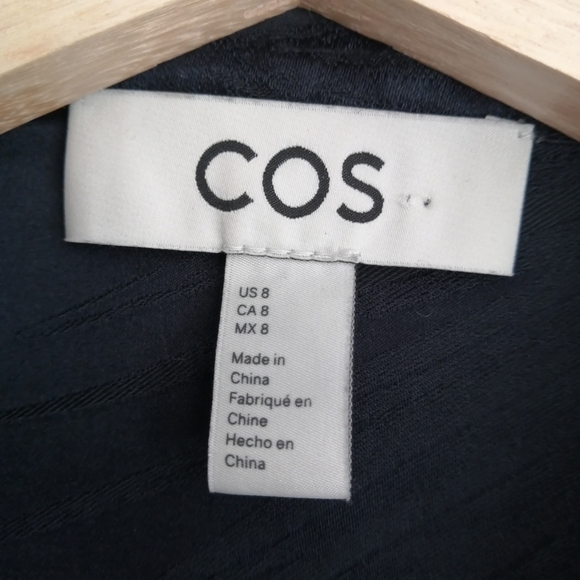 COS
US 8
CA 8
MX 8
Made in
China
Fabriqué en
Chine
Hecho en
China